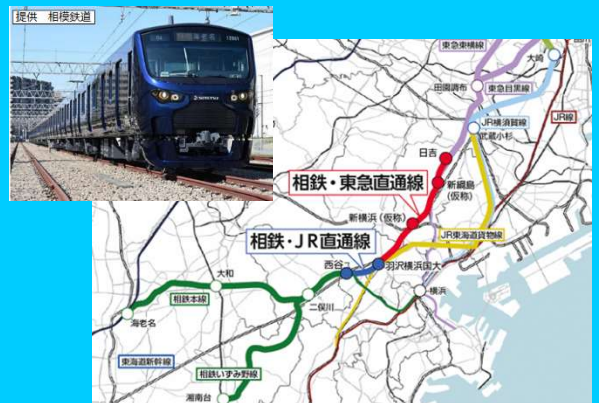 提供　相模鉄道
東急東横線
大崎
田園調布
東急目黒線
JR横須賀線
武蔵小杉
JR線
日吉
相鉄・東急直通線
新綱島
(仮称)
新横浜(仮称)
JR東海道貨物線
相鉄・JR直通線
西谷
羽沢横浜国大
大和
横浜
相鉄本線
二俣川
海老名
東海道新幹線
相鉄いずみ野線
湘南台